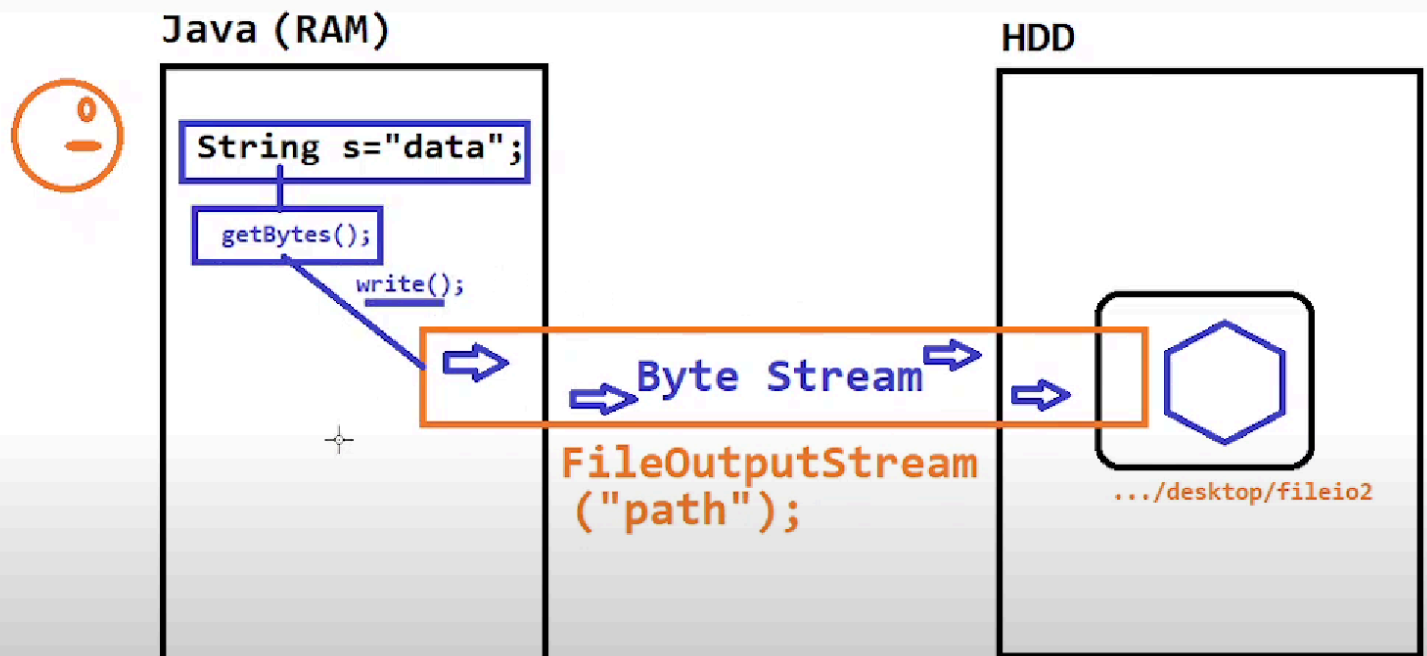 Java (RAM)
HDD
String s="data";
getBytes();
write();
Byte Stream
FileOutputStream
("path");
.../desktop/fileio2